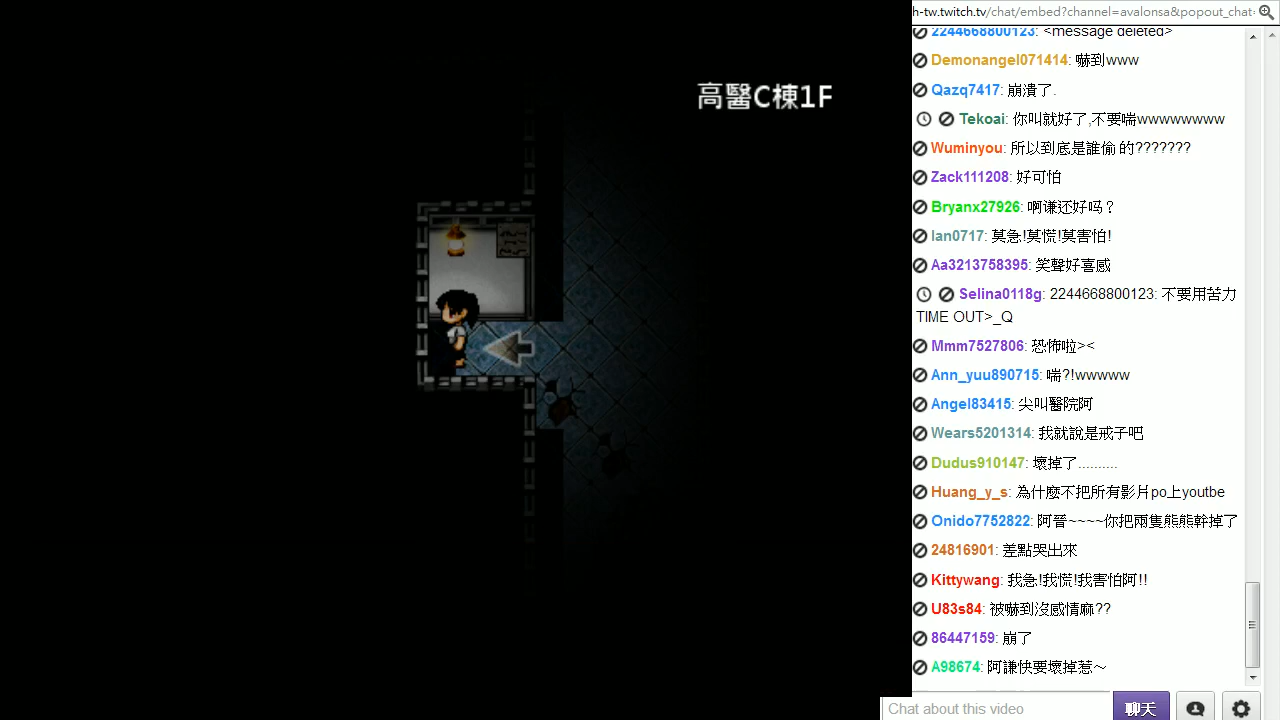 h-tw.twitch.tv/chat/embed?channel=avalonsa&popout_chat=
高醫C棟1F
2244668800123: <message deleted>
Demonangel071414: 嚇到www
Qazq7417: 崩潰了.
Tekoai: 你叫就好了,不要喘wwwwwwww
Wuminyou: 所以到底是誰偷的???????
Zack111208: 好可怕
Bryanx27926: 啊谦还好吗？
Ian0717: 莫急!莫慌!莫害怕!
Aa3213758395: 笑聲好喜感
Selina0118g: 2244668800123: 不要用苦力
TIME OUT>_Q
Mmm7527806: 恐怖啦><
Ann_yuu890715: 喘?!wwwww
Angel83415: 尖叫醫院阿
Wears5201314: 我就說是戒子吧
Dudus910147: 壞掉了..........
Huang_y_s: 為什麼不把所有影片po上youtbe
Onido7752822: 阿晉~~~~你把兩隻熊熊幹掉了
24816901: 差點哭出來
Kittywang: 我急!我慌!我害怕阿!!
U83s84: 被嚇到沒感情嘛??
86447159: 崩了
A98674: 阿謙快要壞掉惹～
Chat about this video
聊天